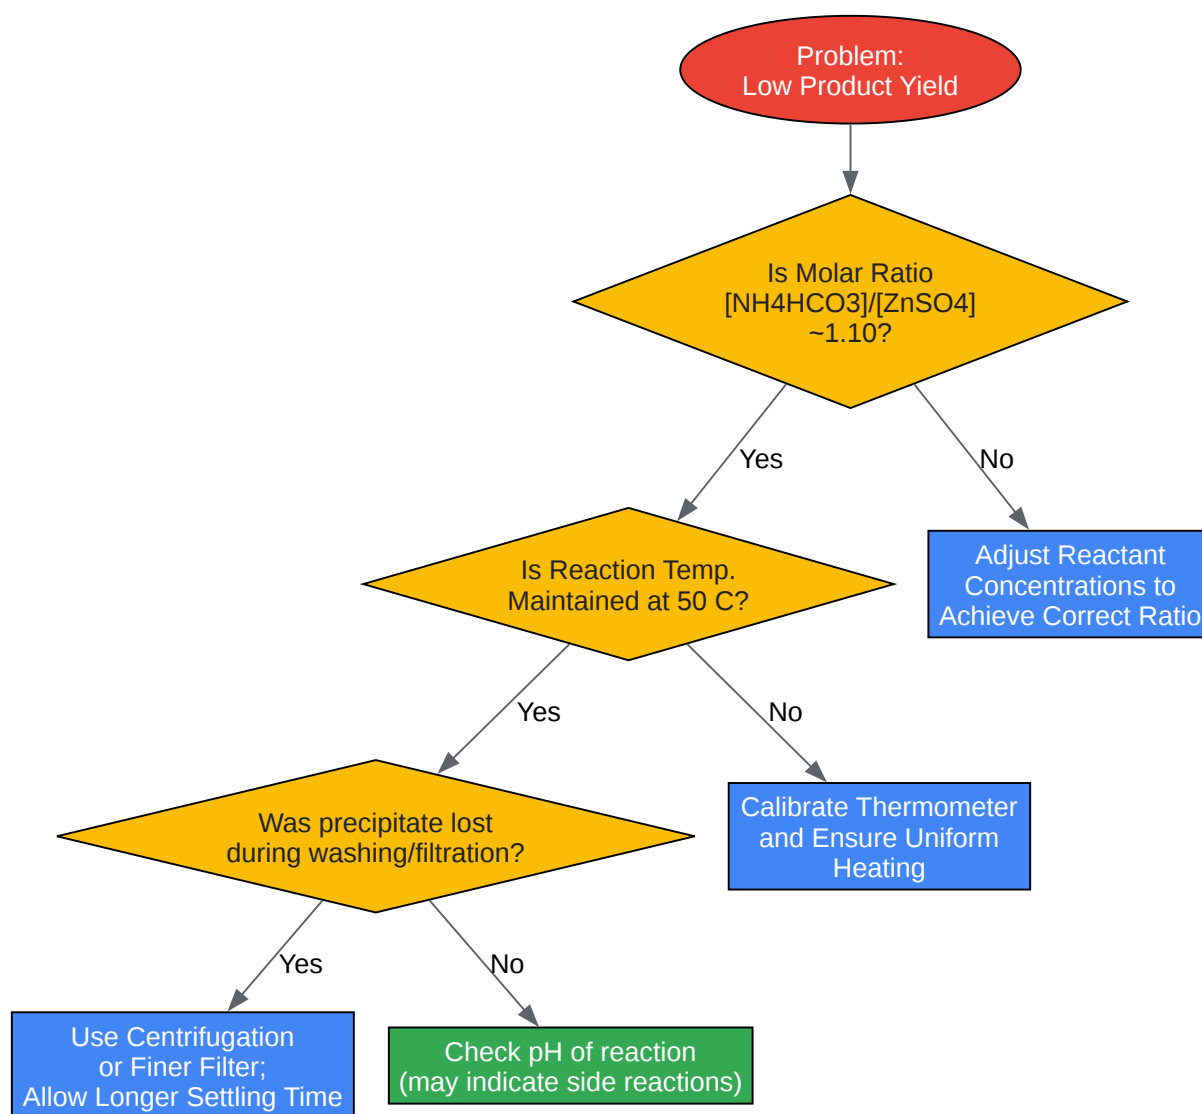 Problem:
Low Product Yield
Is Molar Ratio
[NH4HCO3]/[ZnSO4]
~1.10?
Yes
No
Adjust Reactant
Concentrations to
Achieve Correct Ratio
Is Reaction Temp.
Maintained at 50 C?
Yes
No
Calibrate Thermometer
and Ensure Uniform
Heating
Was precipitate lost
during washing/filtration?
Yes
No
Use Centrifugation
or Finer Filter;
Allow Longer Settling Time
Check pH of reaction
(may indicate side reactions)